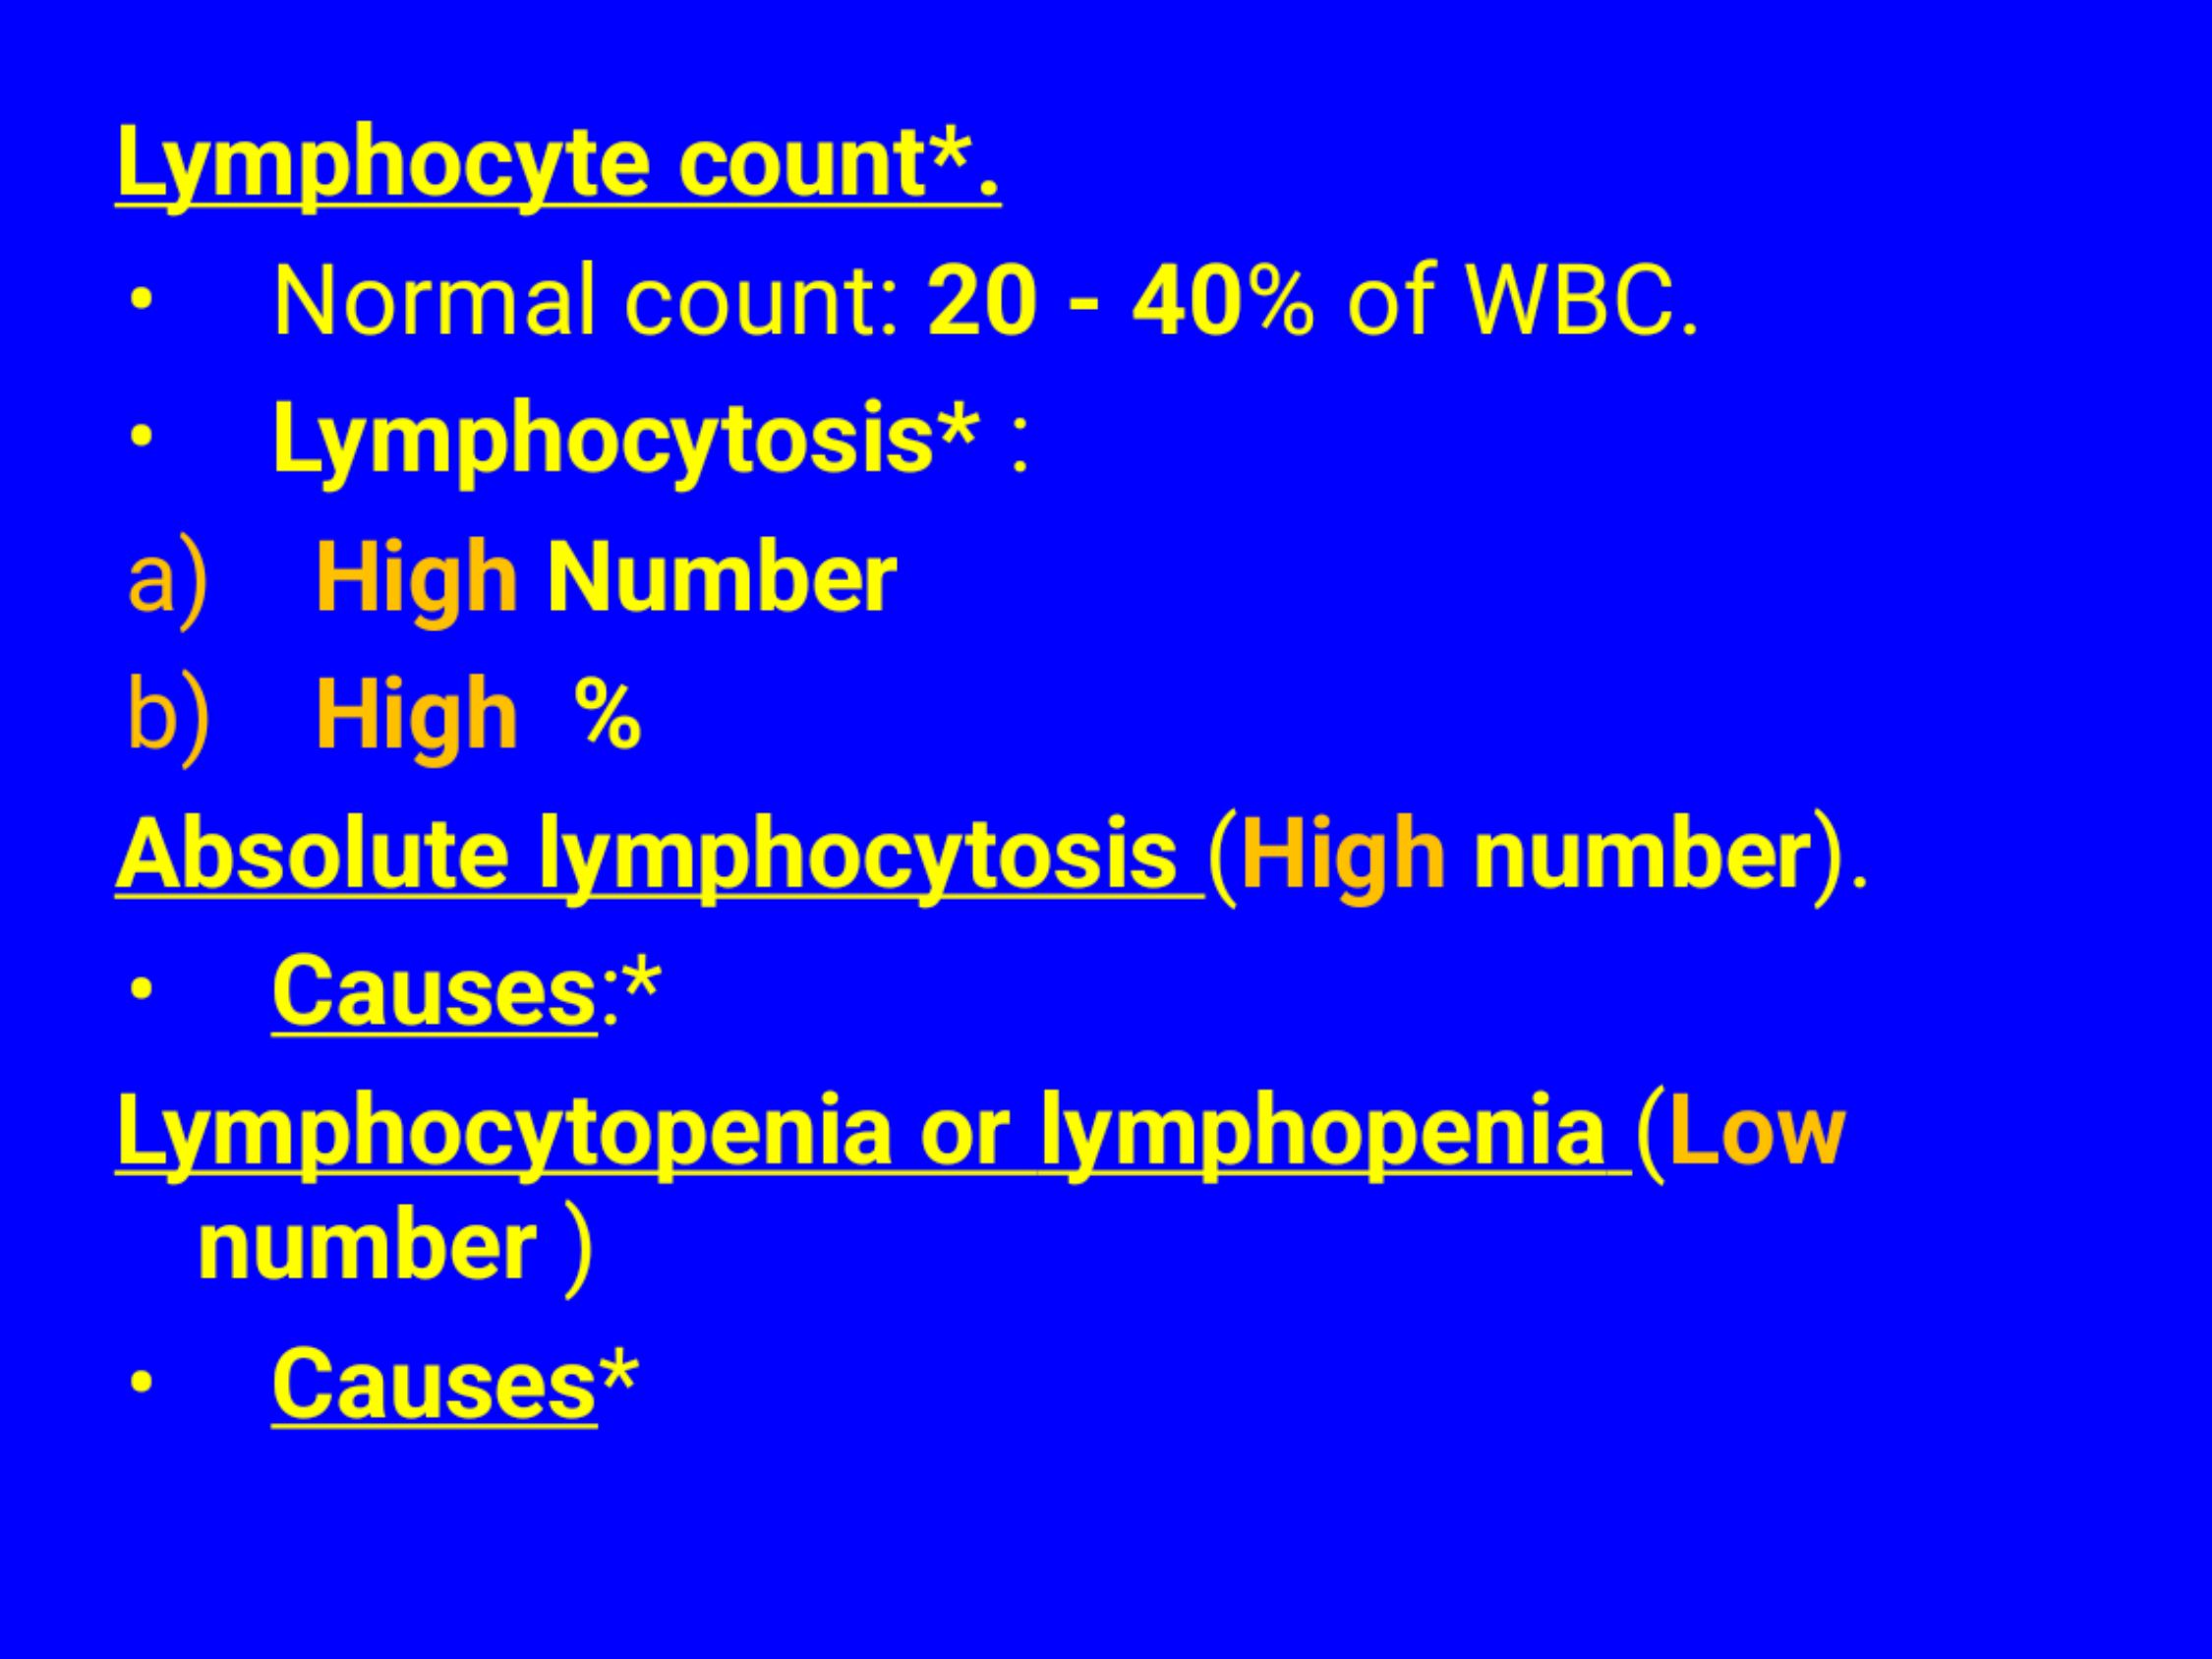 Lymphocyte count*.
• Normal count: 20 - 40% of WBC.
• Lymphocytosis* :
a) High Number
b) High %
Absolute lymphocytosis (High number).
• Causes:*
Lymphocytopenia or lymphopenia (Low
number )
• Causes*